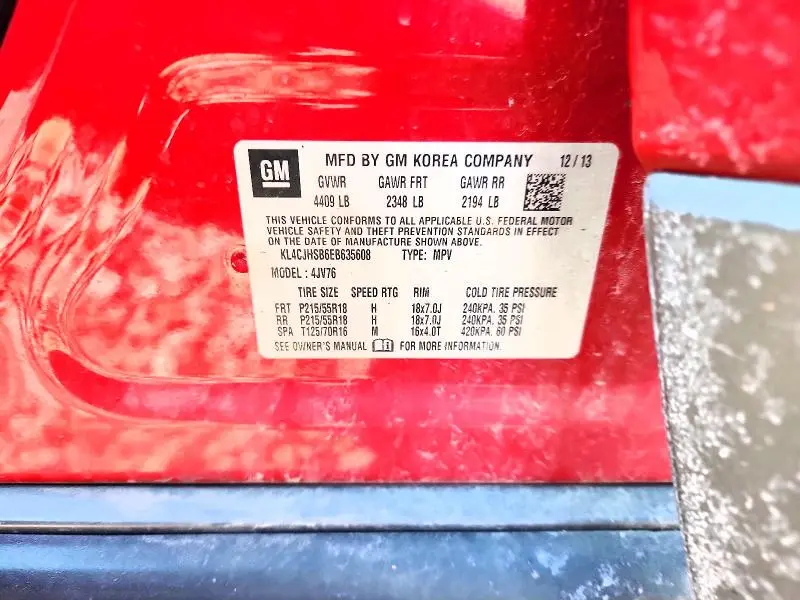 GM MFD BY GM KOREA COMPANY 12/13
GVWR GAWR FRT GAWR RR
4409 LB 2348 LB 2194 LB
THIS VEHICLE CONFORMS TO ALL APPLICABLE U.S. FEDERAL MOTOR
VEHICLE SAFETY AND THEFT PREVENTION STANDARDS IN EFFECT
ON THE DATE OF MANUFACTURE SHOWN ABOVE.
KL4CJHSB6EB635608 TYPE: MPV
MODEL : 4JV76
TIRE SIZE SPEED RTG RIM COLD TIRE PRESSURE
FRT P215/55R18 H 18x7.0J 240KPA, 35 PSI
RR P215/55R18 H 18x7.0J 240KPA, 35 PSI
SPA T125/70R16 M 16x4.0T 420KPA, 60 PSI
SEE OWNER'S MANUAL i FOR MORE INFORMATION.